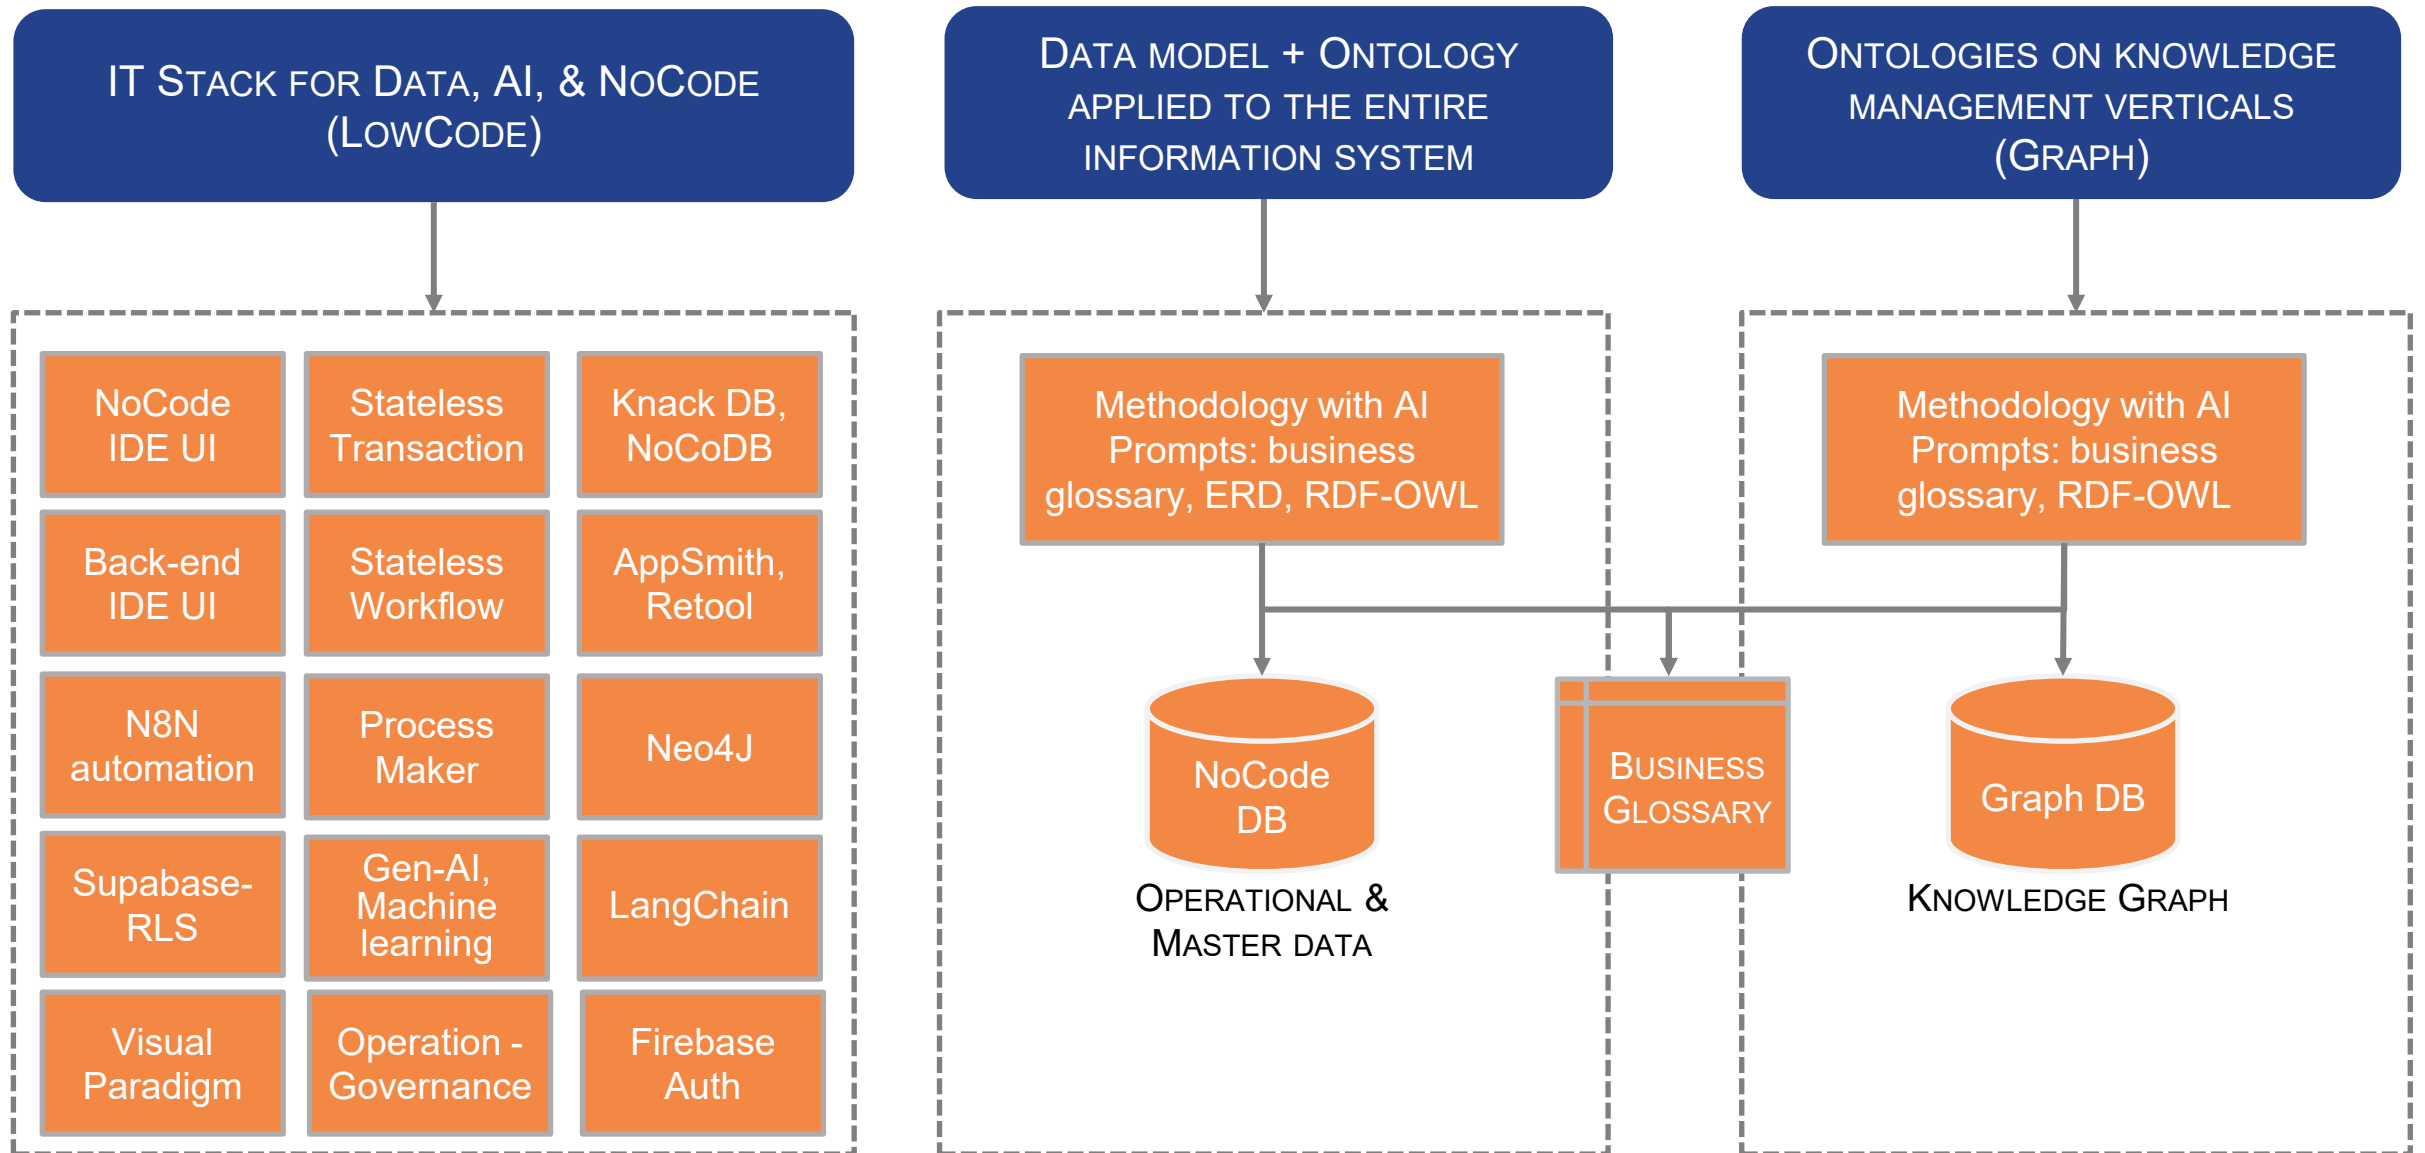 IT Stack for Data, AI, & NoCode
(LowCode)
Data model + Ontology
applied to the entire
information system
Ontologies on knowledge
management verticals
(Graph)
NoCode
IDE UI
Stateless
Transaction
Knack DB,
NoCoDB
Back-end
IDE UI
Stateless
Workflow
AppSmith,
Retool
N8N
automation
Process
Maker
Neo4J
Supabase-
RLS
Gen-AI,
Machine
learning
LangChain
Visual
Paradigm
Operation -
Governance
Firebase
Auth
Methodology with AI
Prompts: business
glossary, ERD, RDF-OWL
NoCode
DB
Operational &
Master data
Business
Glossary
Methodology with AI
Prompts: business
glossary, RDF-OWL
Graph DB
Knowledge Graph